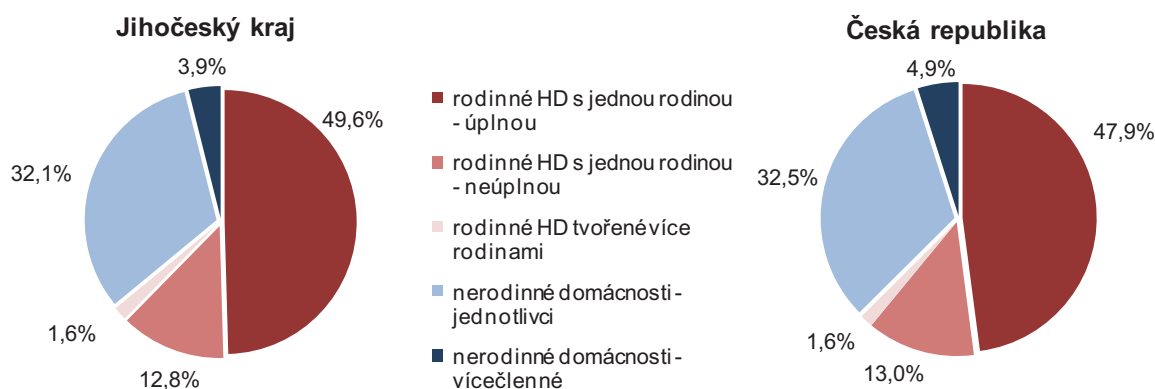 Jihočeský kraj
3,9%
49,6%
32,1%
1,6%
12,8%
rodinné HD s jednou rodinou
- úplnou
rodinné HD s jednou rodinou
- neúplnou
rodinné HD tvořené více
rodinami
nerodinné domácnosti -
jednotlivci
nerodinné domácnosti -
vícečlenné
Česká republika
4,9%
47,9%
32,5%
1,6%
13,0%